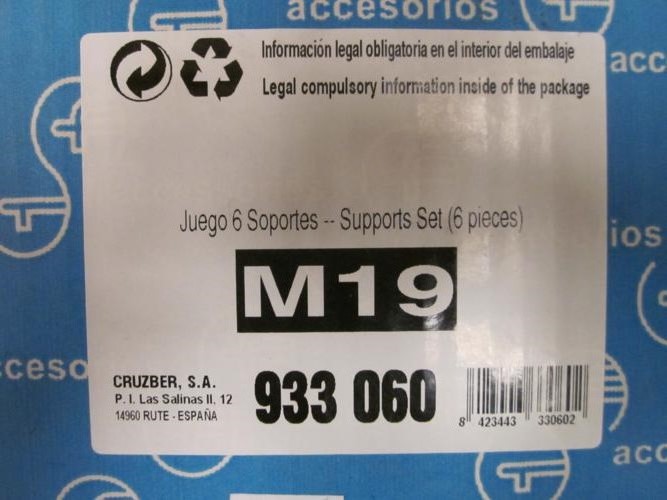 accesorios
Información legal obligatoria en el interior del embalaje
Legal compulsory information inside of the package
acc
Juego 6 Soportes -- Supports Set (6 pieces)
ios
M19
acceso
CRUZBER, S.A.
P. I. Las Salinas II. 12
14960 RUTE - ESPAÑA
933 060
8 423443 330602
acc